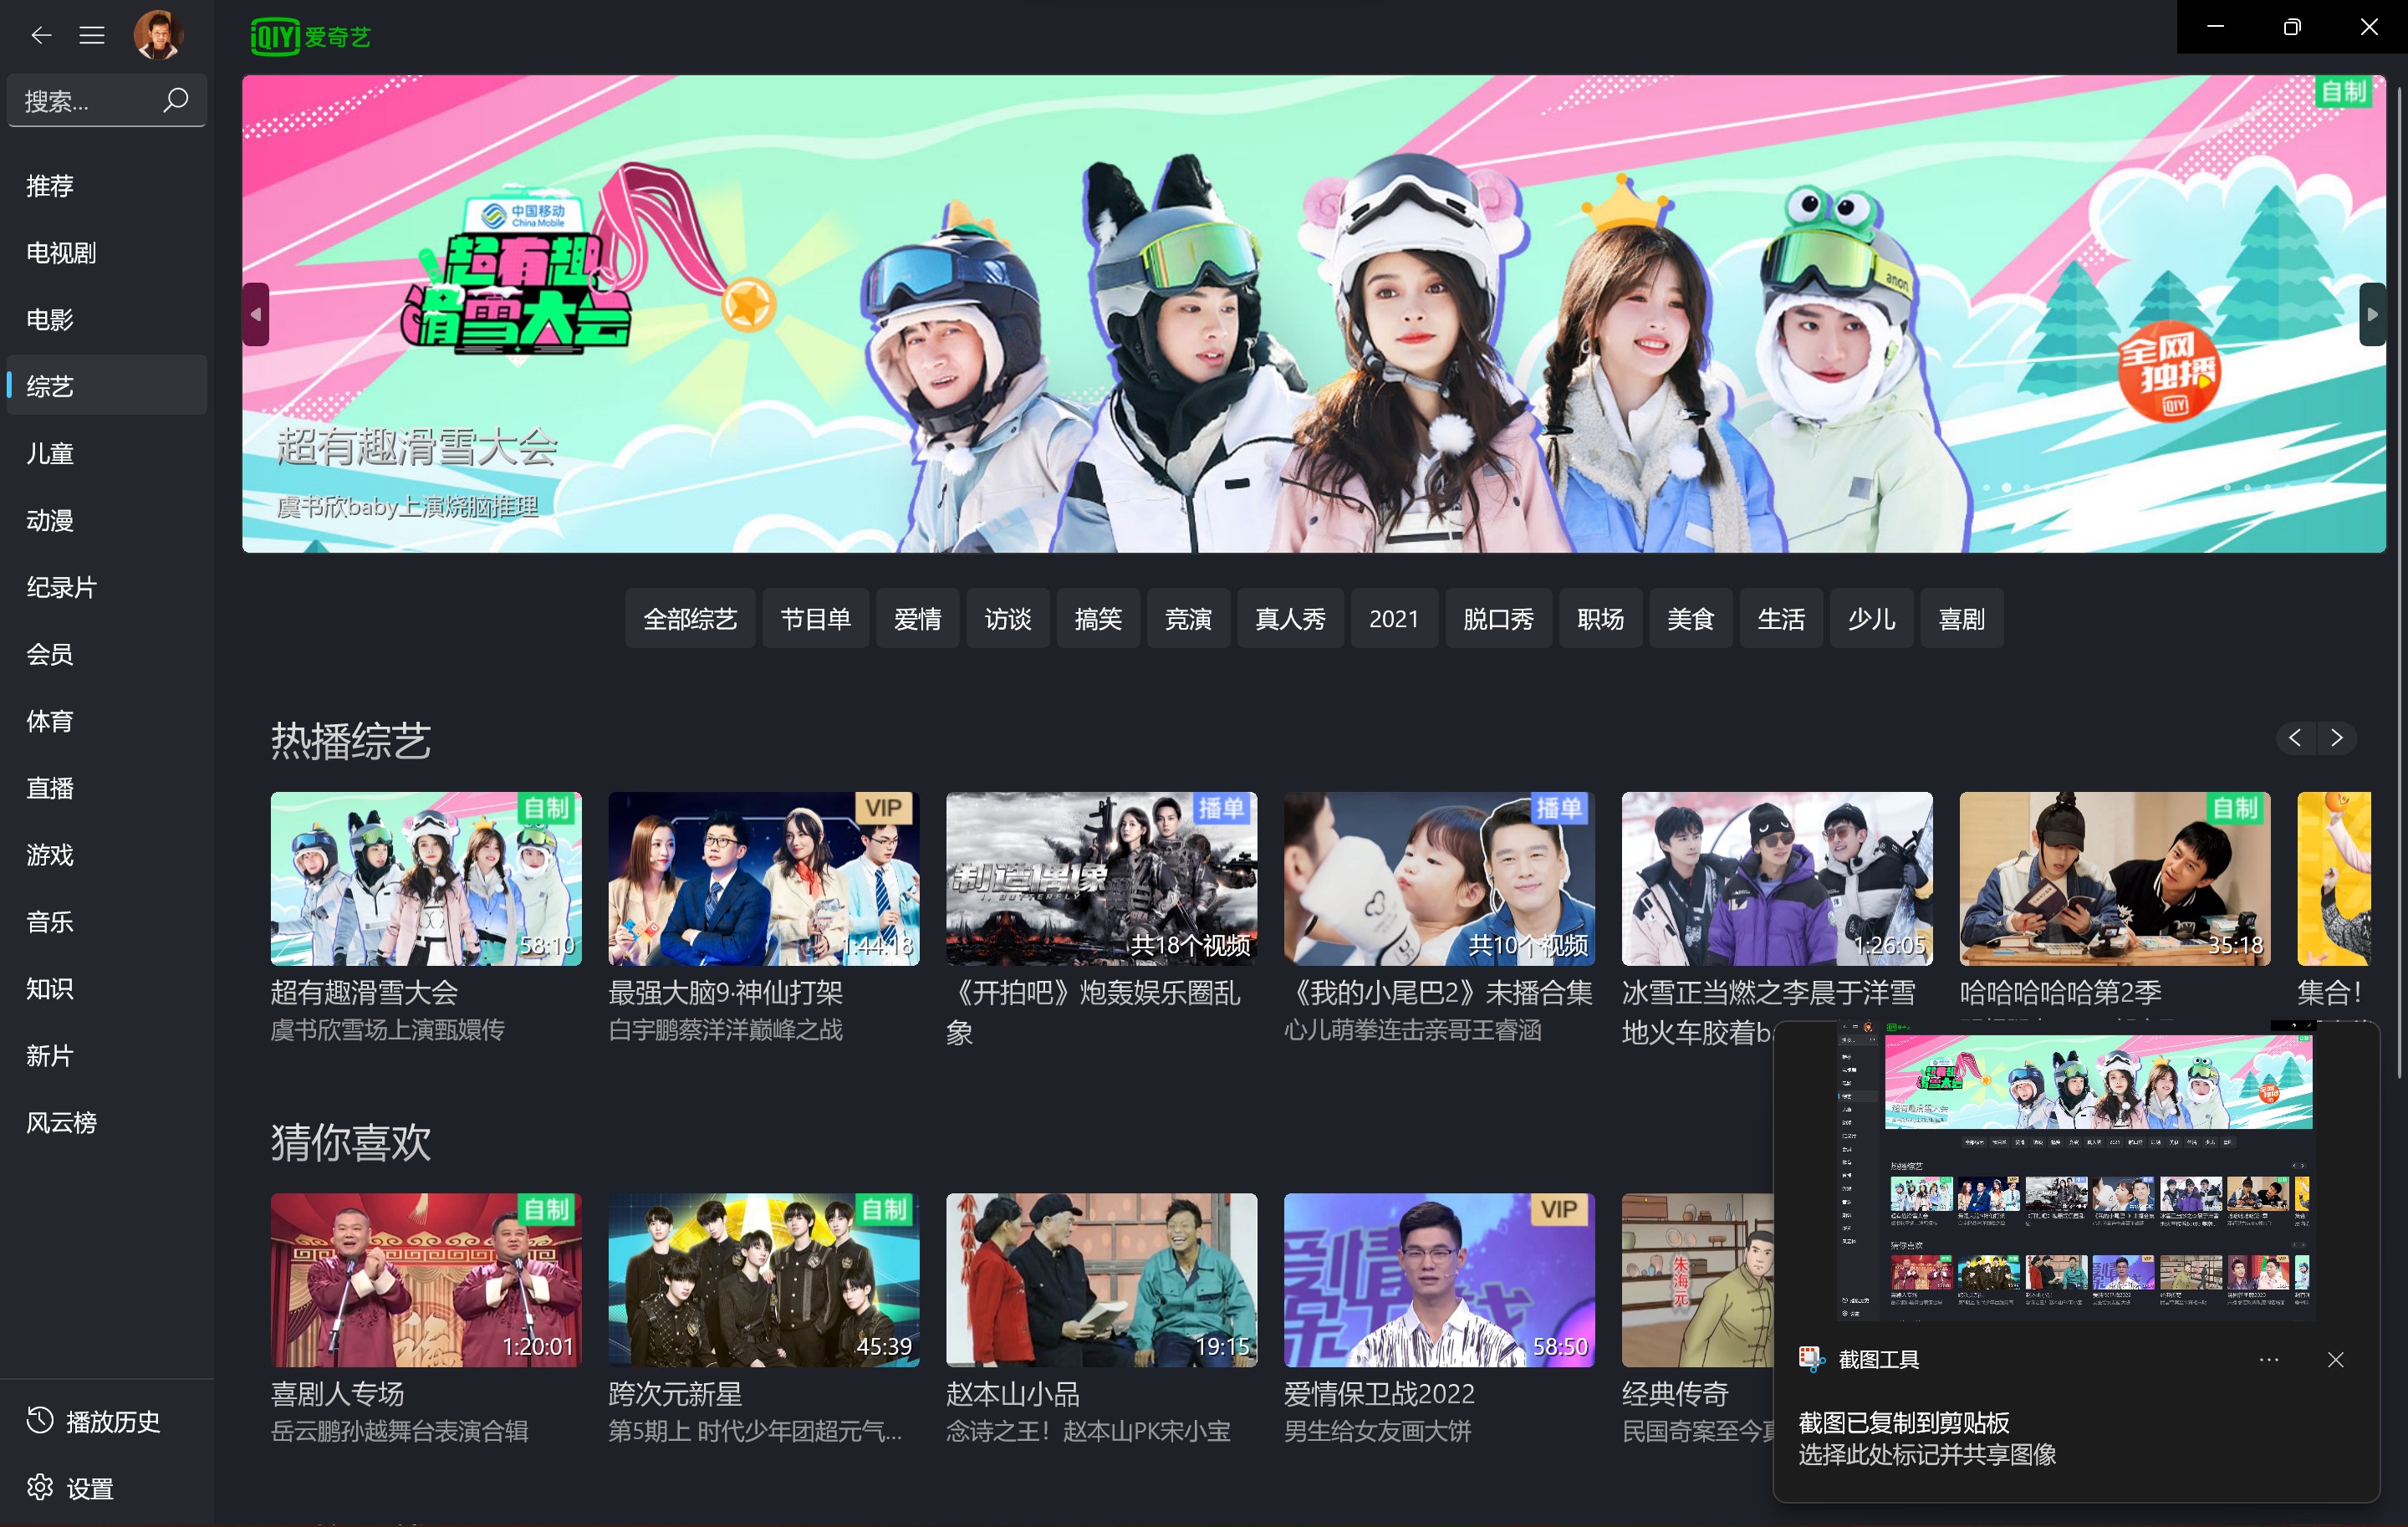 iQIYI 爱奇艺
搜索...
推荐
电视剧
电影
综艺
儿童
动漫
纪录片
会员
体育
直播
游戏
音乐
知识
新片
风云榜
播放历史
设置
自制
中国移动
China Mobile
超有趣
滑雪大会
anon
全网
独播
iQIYI
超有趣滑雪大会
虞书欣baby上演烧脑推理
全部综艺
节目单
爱情
访谈
搞笑
竞演
真人秀
2021
脱口秀
职场
美食
生活
少儿
喜剧
热播综艺
自制
58:10
超有趣滑雪大会
虞书欣雪场上演甄嬛传
VIP
1:44:18
最强大脑9·神仙打架
白宇鹏蔡洋洋巅峰之战
播单
制造偶像
共18个视频
《开拍吧》炮轰娱乐圈乱
象
播单
共10个视频
《我的小尾巴2》未播合集
心儿萌拳连击亲哥王睿涵
1:26:05
冰雪正当燃之李晨于洋雪
地火车胶着b
自制
35:18
哈哈哈哈哈第2季
集合！
猜你喜欢
自制
1:20:01
喜剧人专场
岳云鹏孙越舞台表演合辑
自制
45:39
跨次元新星
第5期上 时代少年团超元气...
19:15
赵本山小品
念诗之王！赵本山PK宋小宝
VIP
爱情
58:50
爱情保卫战2022
男生给女友画大饼
朱海元
经典传奇
民国奇案至今
截图工具
截图已复制到剪贴板
选择此处标记并共享图像